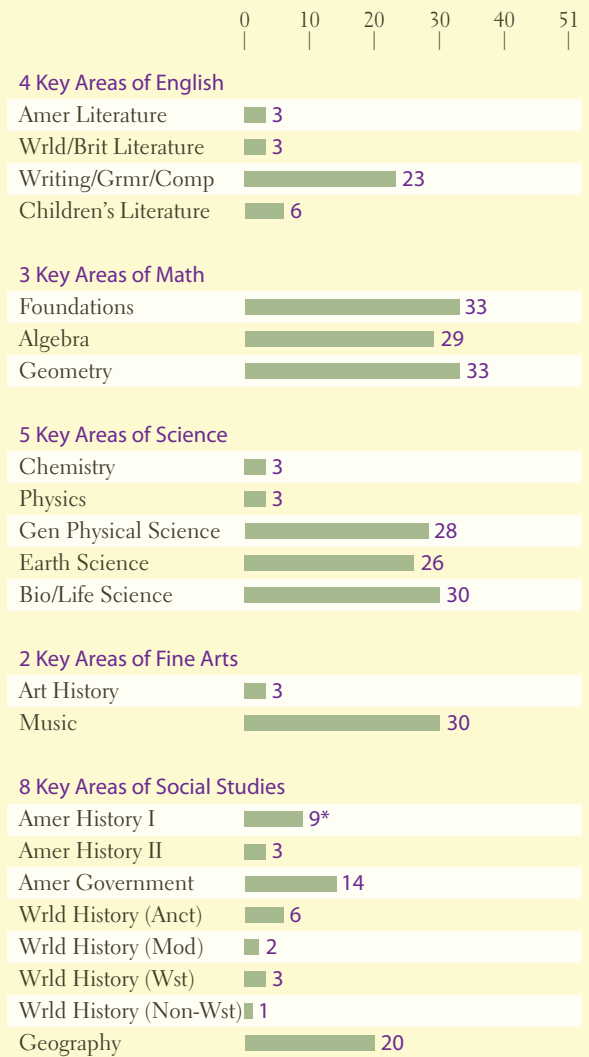 0 10 20 30 40 51
4 Key Areas of English
Amer Literature 3
Wrld/Brit Literature 3
Writing/Grmr/Comp 23
Children's Literature 6
3 Key Areas of Math
Foundations 33
Algebra 29
Geometry 33
5 Key Areas of Science
Chemistry 3
Physics 3
Gen Physical Science 28
Earth Science 26
Bio/Life Science 30
2 Key Areas of Fine Arts
Art History 3
Music 30
8 Key Areas of Social Studies
Amer History I 9*
Amer History II 3
Amer Government 14
Wrld History (Anct) 6
Wrld History (Mod) 2
Wrld History (Wst) 3
Wrld History (Non-Wst) 1
Geography 20